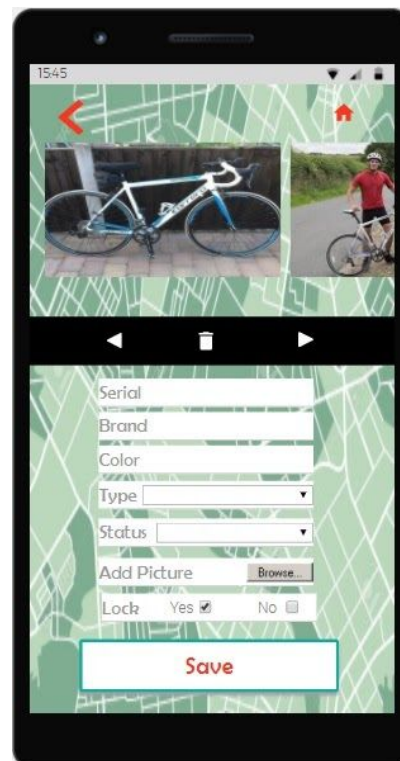 15:45
Serial
Brand
Color
Type
Status
Add Picture Browse...
Lock Yes No
Save